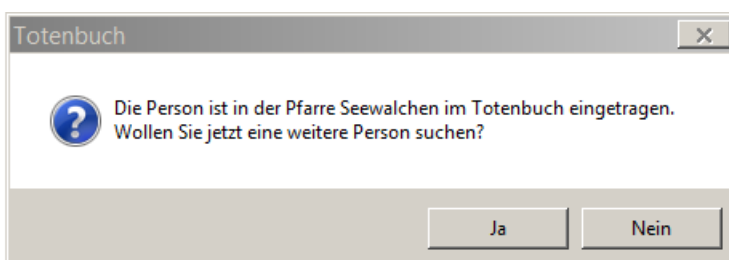 Totenbuch
Die Person ist in der Pfarre Seewalchen im Totenbuch eingetragen.
Wollen Sie jetzt eine weitere Person suchen?
Ja
Nein